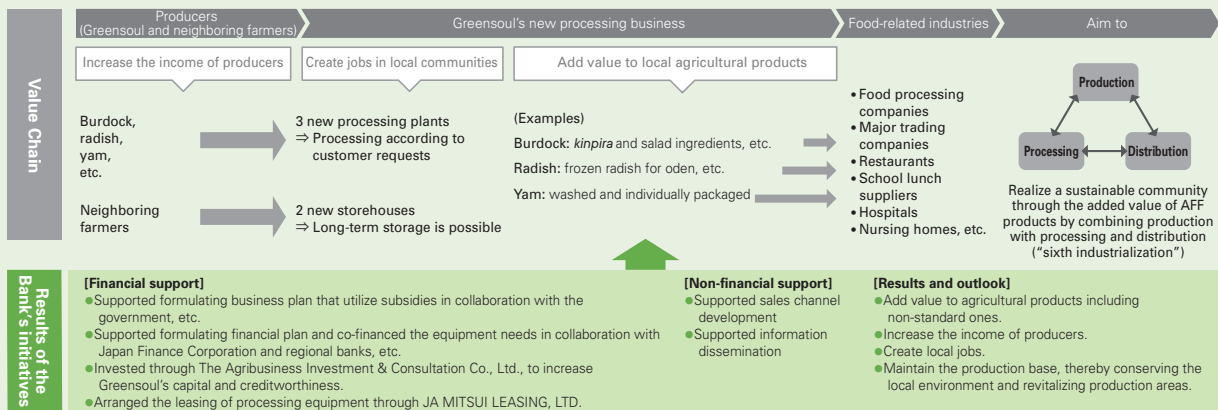 Producers
(Greensoul and neighboring farmers)
Greensoul's new processing business
Food-related industries
Aim to
Value Chain
Increase the income of producers
Create jobs in local communities
Add value to local agricultural products
Burdock,
radish,
yam,
etc.
3 new processing plants
⇒ Processing according to
customer requests
Neighboring
farmers
2 new storehouses
⇒ Long-term storage is possible
(Examples)
Burdock: kinpira and salad ingredients, etc.
Radish: frozen radish for oden, etc.
Yam: washed and individually packaged
• Food processing
companies
• Major trading
companies
• Restaurants
• School lunch
suppliers
• Hospitals
• Nursing homes, etc.
Production
Processing
Distribution
Realize a sustainable community
through the added value of AFF
products by combining production
with processing and distribution
("sixth industrialization")
Results of the
Bank's initiatives
[Financial support]
●Supported formulating business plan that utilize subsidies in collaboration with the
government, etc.
●Supported formulating financial plan and co-financed the equipment needs in collaboration with
Japan Finance Corporation and regional banks, etc.
●Invested through The Agribusiness Investment & Consultation Co., Ltd., to increase
Greensoul's capital and creditworthiness.
●Arranged the leasing of processing equipment through JA MITSUI LEASING, LTD.
[Non-financial support]
●Supported sales channel
development
●Supported information
dissemination
[Results and outlook]
●Add value to agricultural products including
non-standard ones.
●Increase the income of producers.
●Create local jobs.
●Maintain the production base, thereby conserving the
local environment and revitalizing production areas.